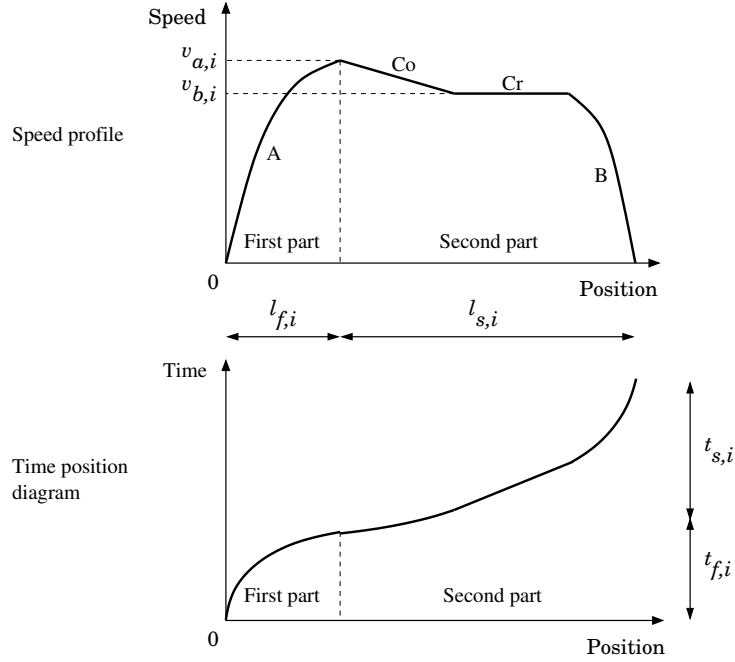 Speed
v_{a,i}
v_{b,i}
Co
Cr
Speed profile
A
B
First part
Second part
0
Position
l_{f,i}
l_{s,i}
Time
t_{s,i}
Time position
diagram
t_{f,i}
First part
Second part
0
Position